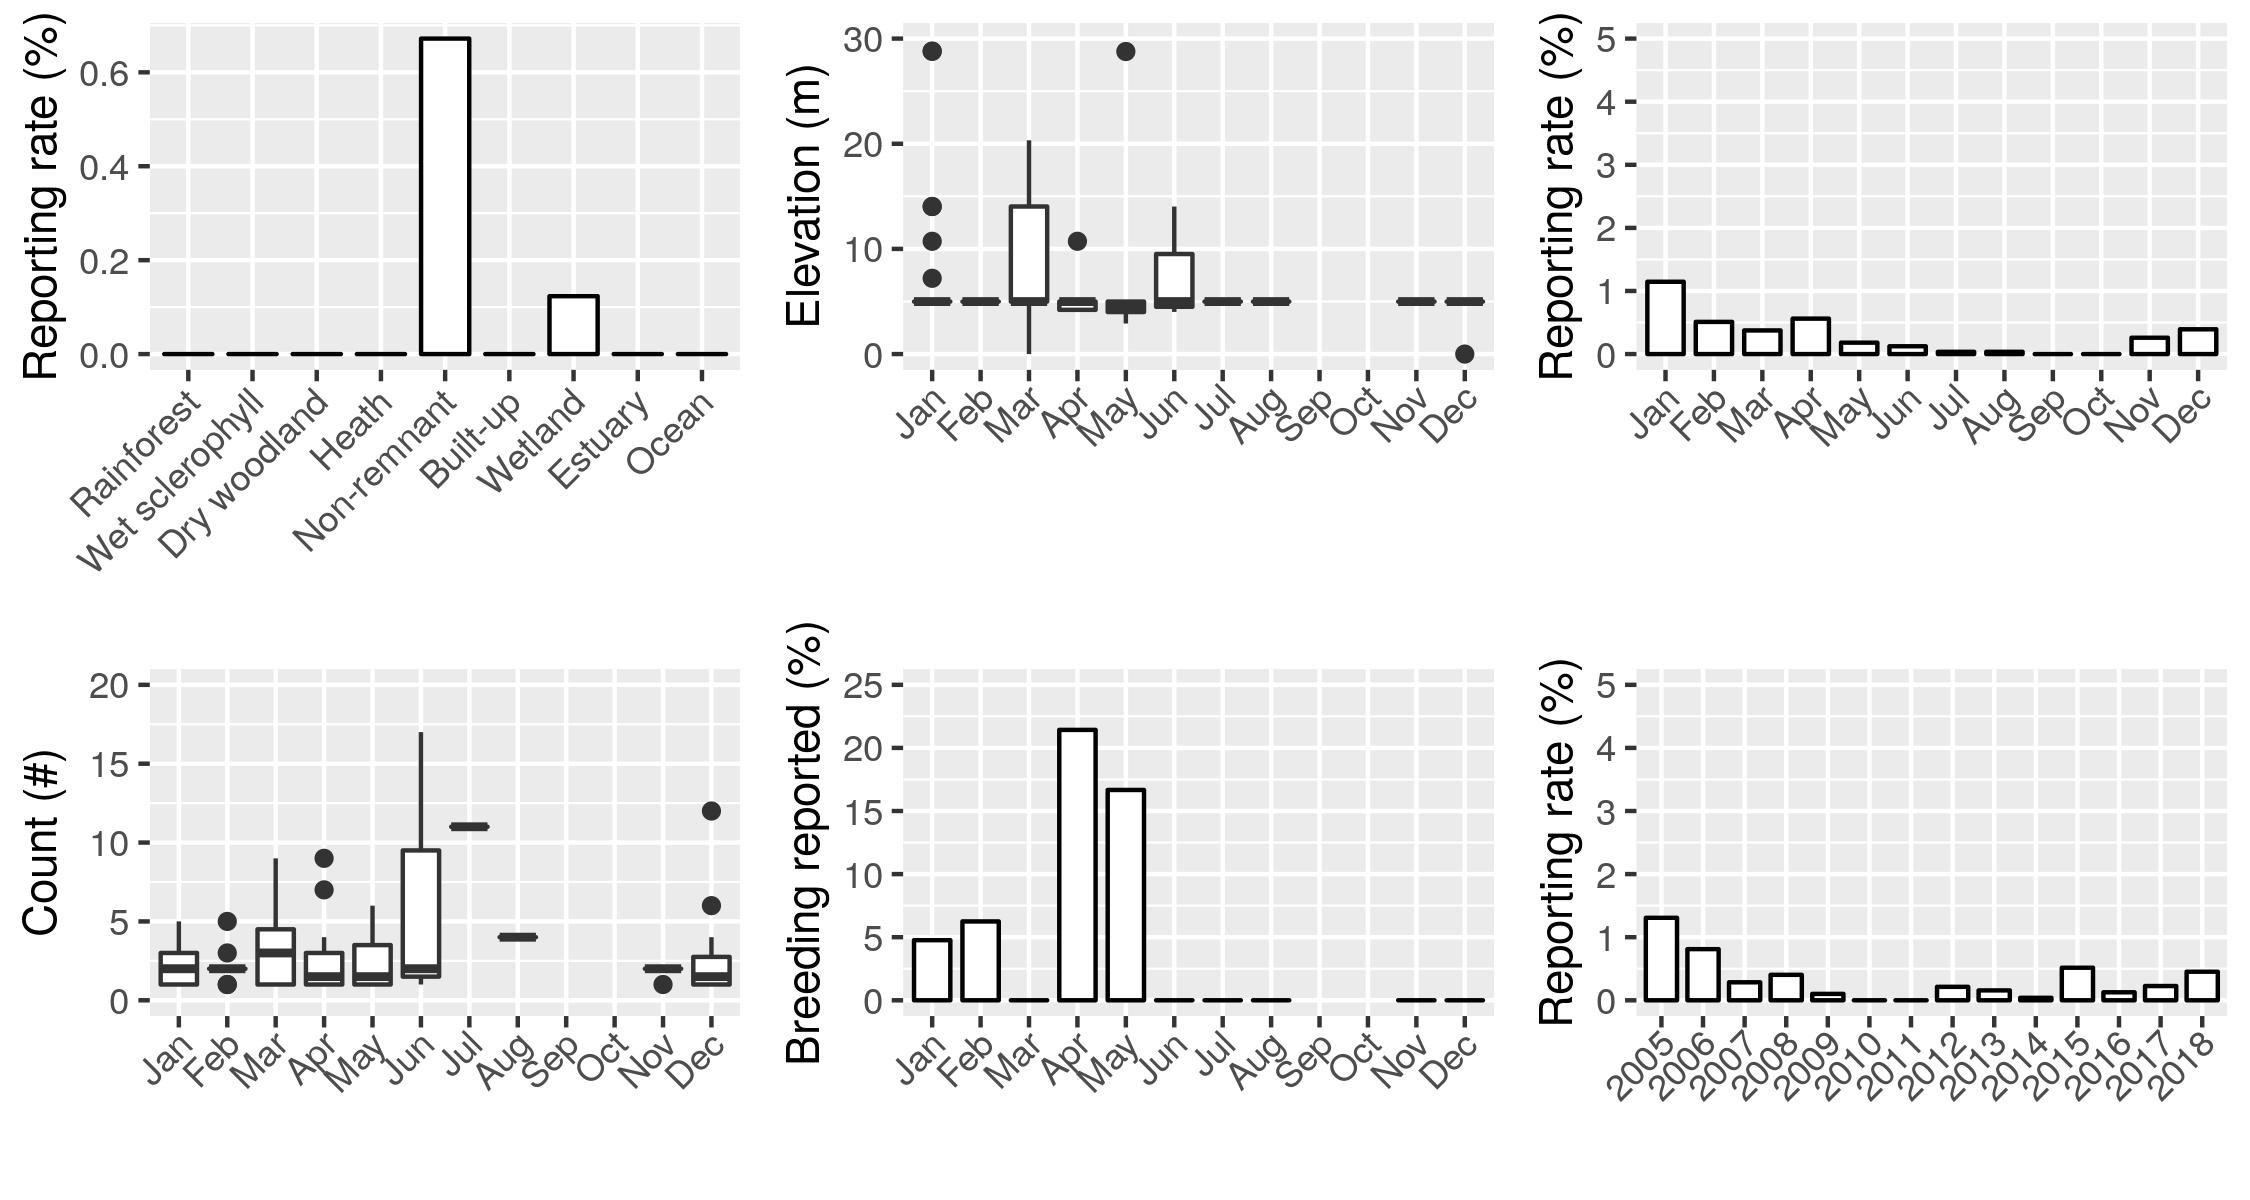 Reporting rate (%)
0.6
0.4
0.2
0.0
Rainforest
Wet sclerophyll
Dry woodland
Heath
Non-remnant
Built-up
Wetland
Estuary
Ocean
Elevation (m)
30
20
10
0
Jan Feb Mar Apr May Jun Jul Aug Sep Oct Nov Dec
Reporting rate (%)
5
4
3
2
1
0
Jan Feb Mar Apr May Jun Jul Aug Sep Oct Nov Dec
Count (#)
20
15
10
5
0
Jan Feb Mar Apr May Jun Jul Aug Sep Oct Nov Dec
Breeding reported (%)
25
20
15
10
5
0
Jan Feb Mar Apr May Jun Jul Aug Sep Oct Nov Dec
Reporting rate (%)
5
4
3
2
1
0
2005 2006 2007 2008 2009 2010 2011 2012 2013 2014 2015 2016 2017 2018